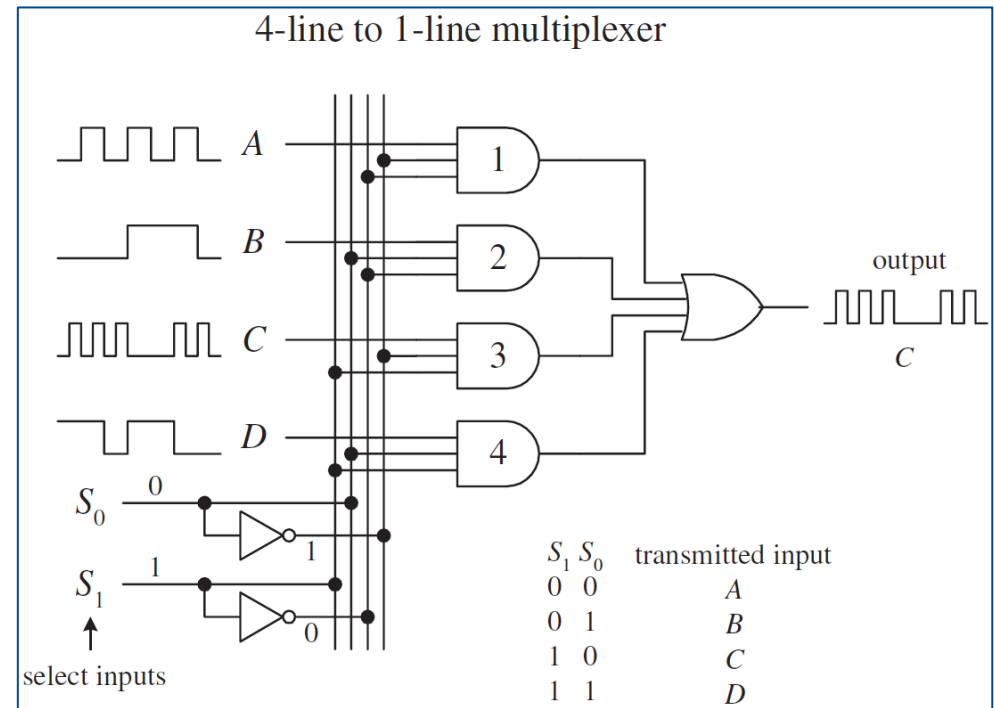 4-line to 1-line multiplexer
A
1
B
2
output
C
3
C
D
4
S₀ 0
1
S₁ 1
0
select inputs
S₁ S₀ transmitted input
0 0 A
0 1 B
1 0 C
1 1 D